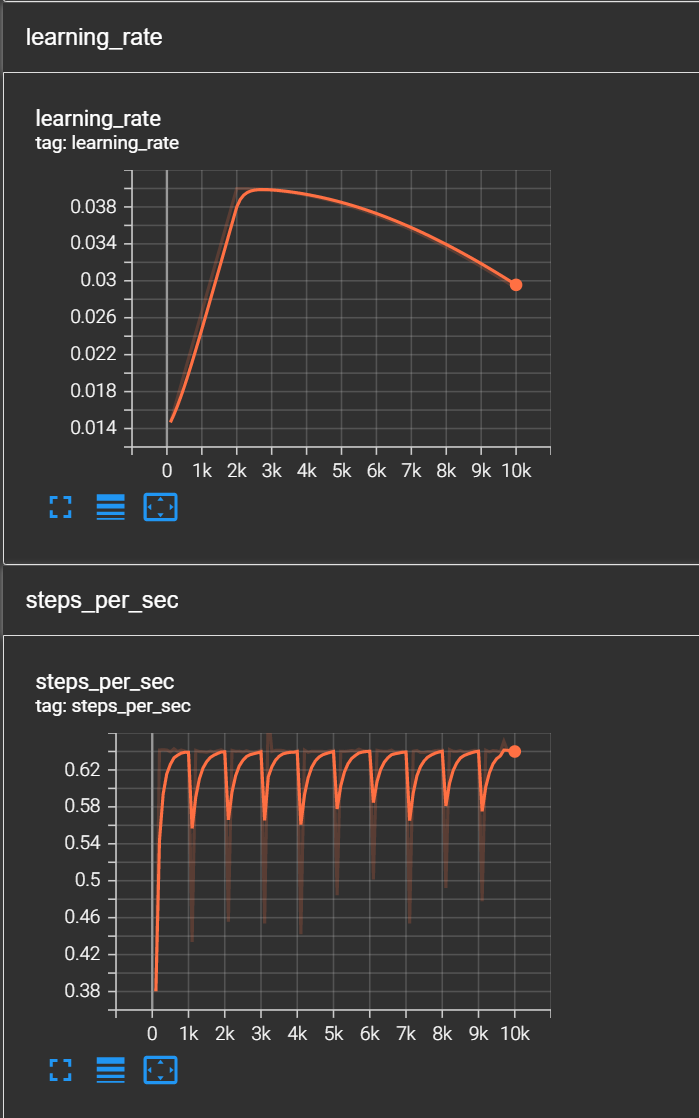 learning_rate
learning_rate
tag: learning_rate
0.038
0.034
0.03
0.026
0.022
0.018
0.014
0 1k 2k 3k 4k 5k 6k 7k 8k 9k 10k
steps_per_sec
steps_per_sec
tag: steps_per_sec
0.62
0.58
0.54
0.5
0.46
0.42
0.38
0 1k 2k 3k 4k 5k 6k 7k 8k 9k 10k